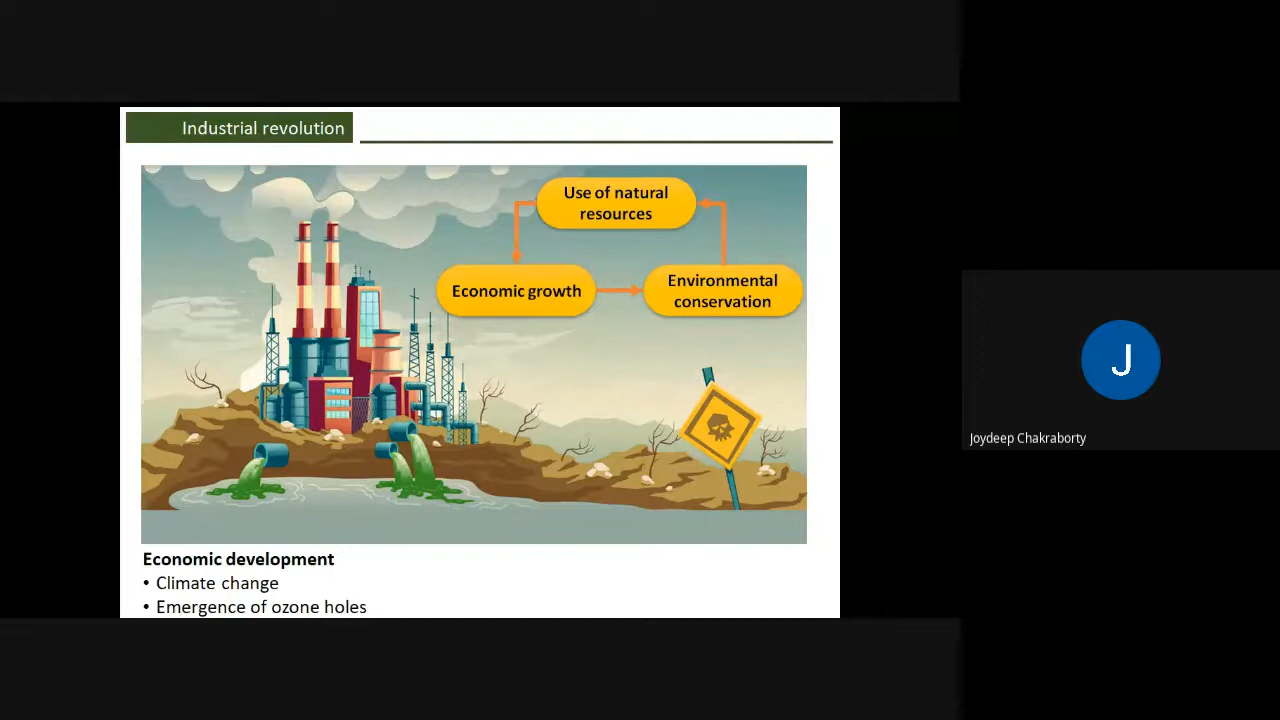 Industrial revolution
Use of natural
resources
Economic growth
Environmental
conservation
Economic development
• Climate change
• Emergence of ozone holes
J
Joydeep Chakraborty